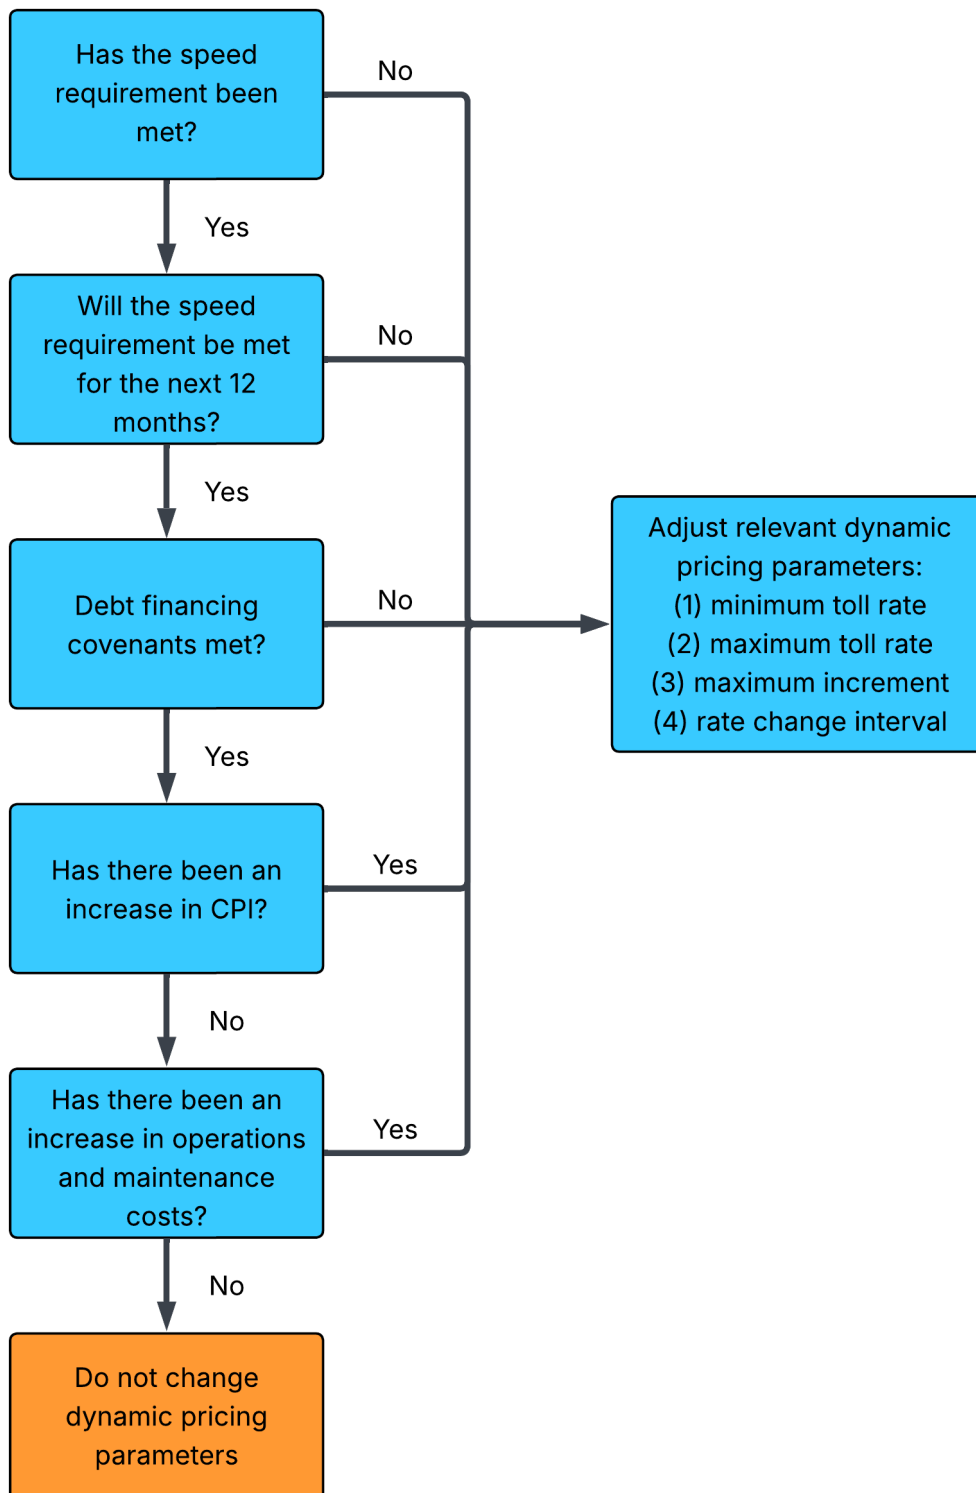 Has the speed
requirement been
met?
No
Yes
Will the speed
requirement be met
for the next 12
months?
No
Yes
Debt financing
covenants met?
No
Yes
Adjust relevant dynamic
pricing parameters:
(1) minimum toll rate
(2) maximum toll rate
(3) maximum increment
(4) rate change interval
Has there been an
increase in CPI?
Yes
No
Has there been an
increase in operations
and maintenance
costs?
Yes
No
Do not change
dynamic pricing
parameters